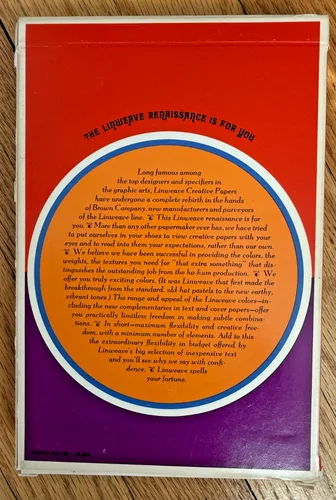 THE LINWEAVE RENAISSANCE IS FOR YOU
Long famous among
the top designers and specifiers in
the graphic arts, Linweave Creative Papers
have undergone a complete rebirth in the hands
of Brown Company, new manufacturers and purveyors
of the Linweave line. ❦ This Linweave renaissance is for
you. ❦ More than any other papermaker ever has, we have tried
to put ourselves in your shoes to view creative papers with your
eyes and to read into them your expectations, rather than our own.
❦ We believe we have been successful in providing the colors, the
weights, the textures you need for "that extra something" that dis-
tinguishes the outstanding job from the ho-hum production. ❦ We
offer you truly exciting colors. (It was Linweave that first made the
breakthrough from the standard, old-hat pastels to the new earthy,
vibrant tones.) The range and appeal of the Linweave colors—in-
cluding the new complementaries in text and cover papers—offer
you practically limitless freedom in making subtle combina-
tions. ❦ In short—maximum flexibility and creative free-
dom, with a minimum number of elements. Add to this
the extraordinary flexibility in budget offered by
Linweave's big selection of inexpensive text
and you'll see why we say with confi-
dence. ❦ Linweave spells
your fortune.